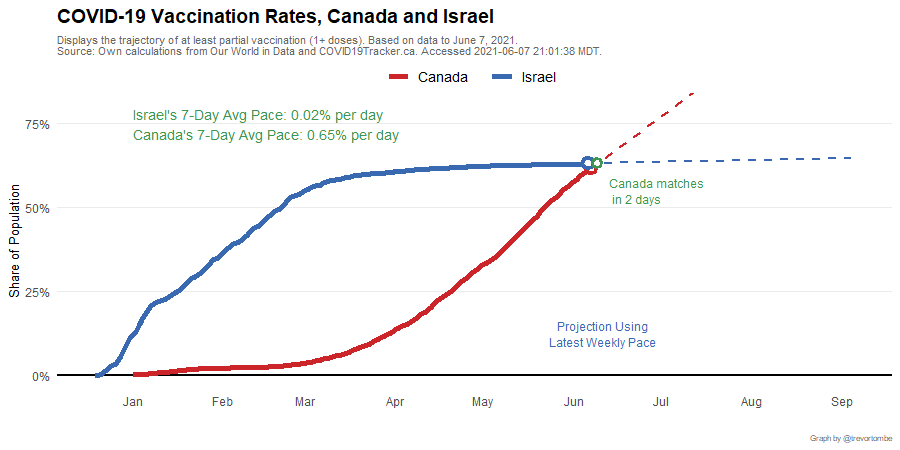 COVID-19 Vaccination Rates, Canada and Israel
Displays the trajectory of at least partial vaccination (1+ doses). Based on data to June 7, 2021.
Source: Own calculations from Our World in Data and COVID19Tracker.ca. Accessed 2021-06-07 21:01:38 MDT.
Canada Israel
Israel's 7-Day Avg Pace: 0.02% per day
Canada's 7-Day Avg Pace: 0.65% per day
75%
50%
25%
0%
Share of Population
Canada matches
in 2 days
Projection Using
Latest Weekly Pace
Jan Feb Mar Apr May Jun Jul Aug Sep
Graph by @trevortombe